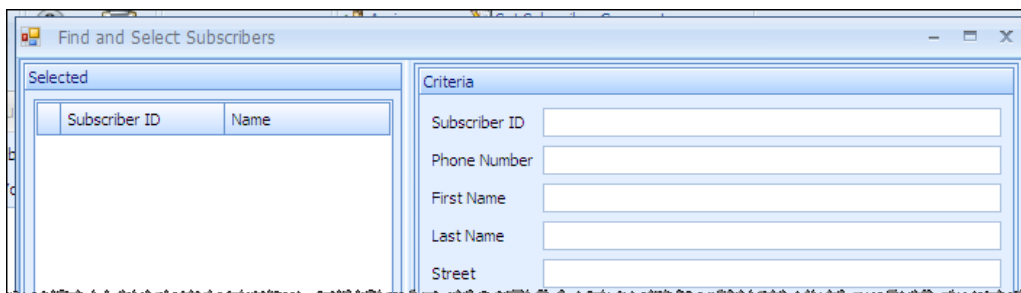 Find and Select Subscribers
Selected
Subscriber ID Name
Criteria
Subscriber ID
Phone Number
First Name
Last Name
Street